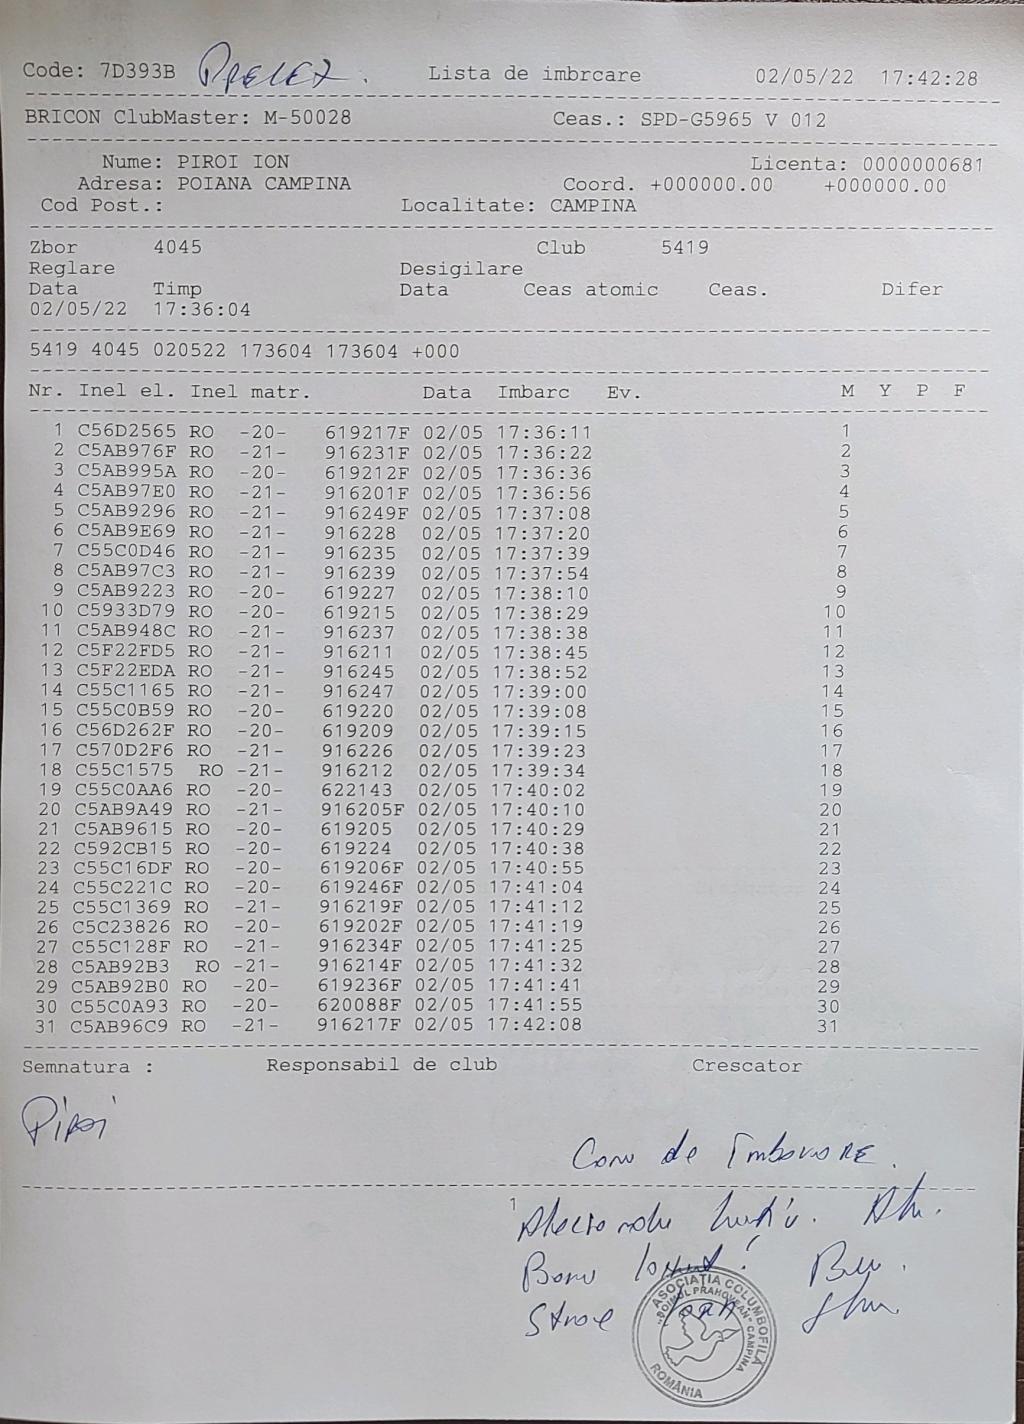 Code: 7D393B Lista de imbrcare 02/05/22 17:42:28
BRICON ClubMaster: M-50028 Ceas.: SPD-G5965 V 012
Nume: PIROI ION Licenta: 0000000681
Adresa: POIANA CAMPINA Coord. +000000.00 +000000.00
Cod Post.: Localitate: CAMPINA
Zbor 4045 Club 5419
Reglare Desigilare
Data Timp Data Ceas atomic Ceas. Difer
02/05/22 17:36:04
5419 4045 020522 173604 173604 +000
Nr. Inel el. Inel matr. Data Imbarc Ev. M Y P F
1 C56D2565 RO -20- 619217F 02/05 17:36:11 1
2 C5AB976F RO -21- 916231F 02/05 17:36:22 2
3 C5AB995A RO -20- 619212F 02/05 17:36:36 3
4 C5AB97E0 RO -21- 916201F 02/05 17:36:56 4
5 C5AB9296 RO -21- 916249F 02/05 17:37:08 5
6 C5AB9E69 RO -21- 916228 02/05 17:37:20 6
7 C55C0D46 RO -21- 916235 02/05 17:37:39 7
8 C5AB97C3 RO -21- 916239 02/05 17:37:54 8
9 C5AB9223 RO -20- 619227 02/05 17:38:10 9
10 C5933D79 RO -20- 619215 02/05 17:38:29 10
11 C5AB948C RO -21- 916237 02/05 17:38:38 11
12 C5F22FD5 RO -21- 916211 02/05 17:38:45 12
13 C5F22EDA RO -21- 916245 02/05 17:38:52 13
14 C55C1165 RO -21- 916247 02/05 17:39:00 14
15 C55C0B59 RO -20- 619220 02/05 17:39:08 15
16 C56D262F RO -20- 619209 02/05 17:39:15 16
17 C570D2F6 RO -21- 916226 02/05 17:39:23 17
18 C55C1575 RO -21- 916212 02/05 17:39:34 18
19 C55C0AA6 RO -20- 622143 02/05 17:40:02 19
20 C5AB9A49 RO -21- 916205F 02/05 17:40:10 20
21 C5AB9615 RO -20- 619205 02/05 17:40:29 21
22 C592CB15 RO -20- 619224 02/05 17:40:38 22
23 C55C16DF RO -20- 619206F 02/05 17:40:55 23
24 C55C221C RO -20- 619246F 02/05 17:41:04 24
25 C55C1369 RO -21- 916219F 02/05 17:41:12 25
26 C5C23826 RO -20- 619202F 02/05 17:41:19 26
27 C55C128F RO -21- 916234F 02/05 17:41:25 27
28 C5AB92B3 RO -21- 916214F 02/05 17:41:32 28
29 C5AB92B0 RO -20- 619236F 02/05 17:41:41 29
30 C55C0A93 RO -20- 620088F 02/05 17:41:55 30
31 C5AB96C9 RO -21- 916217F 02/05 17:42:08 31
Semnatura : Responsabil de club Crescator
Piroi
de
1
Stroe Ioan
ASOCIATIA COLUMBOFILĂ
"DOIMUL PRAHOVEAN" CAMPINA
ROMÂNIA